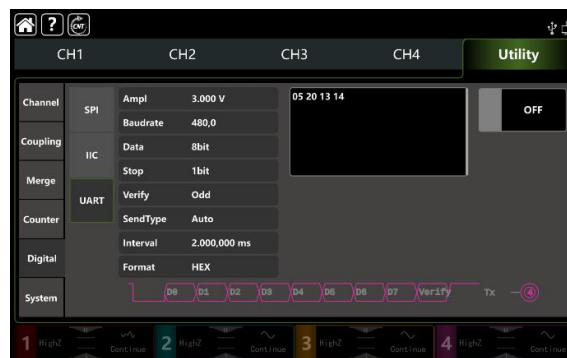 ? CNT
CH1 CH2 CH3 CH4 Utility
Channel
Coupling
Merge
Counter
Digital
System
SPI
IIC
UART
Ampl 3.000 V
Baudrate 480,0
Data 8bit
Stop 1bit
Verify Odd
SendType Auto
Interval 2.000,000 ms
Format HEX
05 20 13 14
OFF
D0 D1 D2 D3 D4 D5 D6 D7 Verify Tx 4
1 HighZ Continue 2 HighZ Continue 3 HighZ Continue 4 HighZ Continue